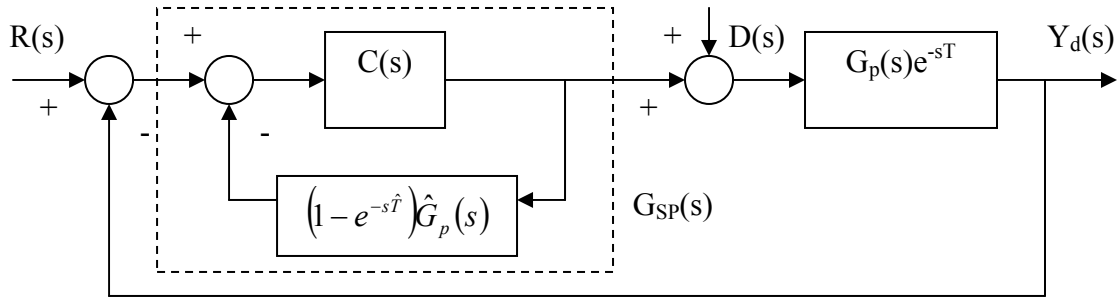 R(s)
+
-
+
-
C(s)
(1 − e^{-sT̂})Ĝ_p(s)
G_SP(s)
+
+
D(s)
G_p(s)e^{-sT}
Y_d(s)